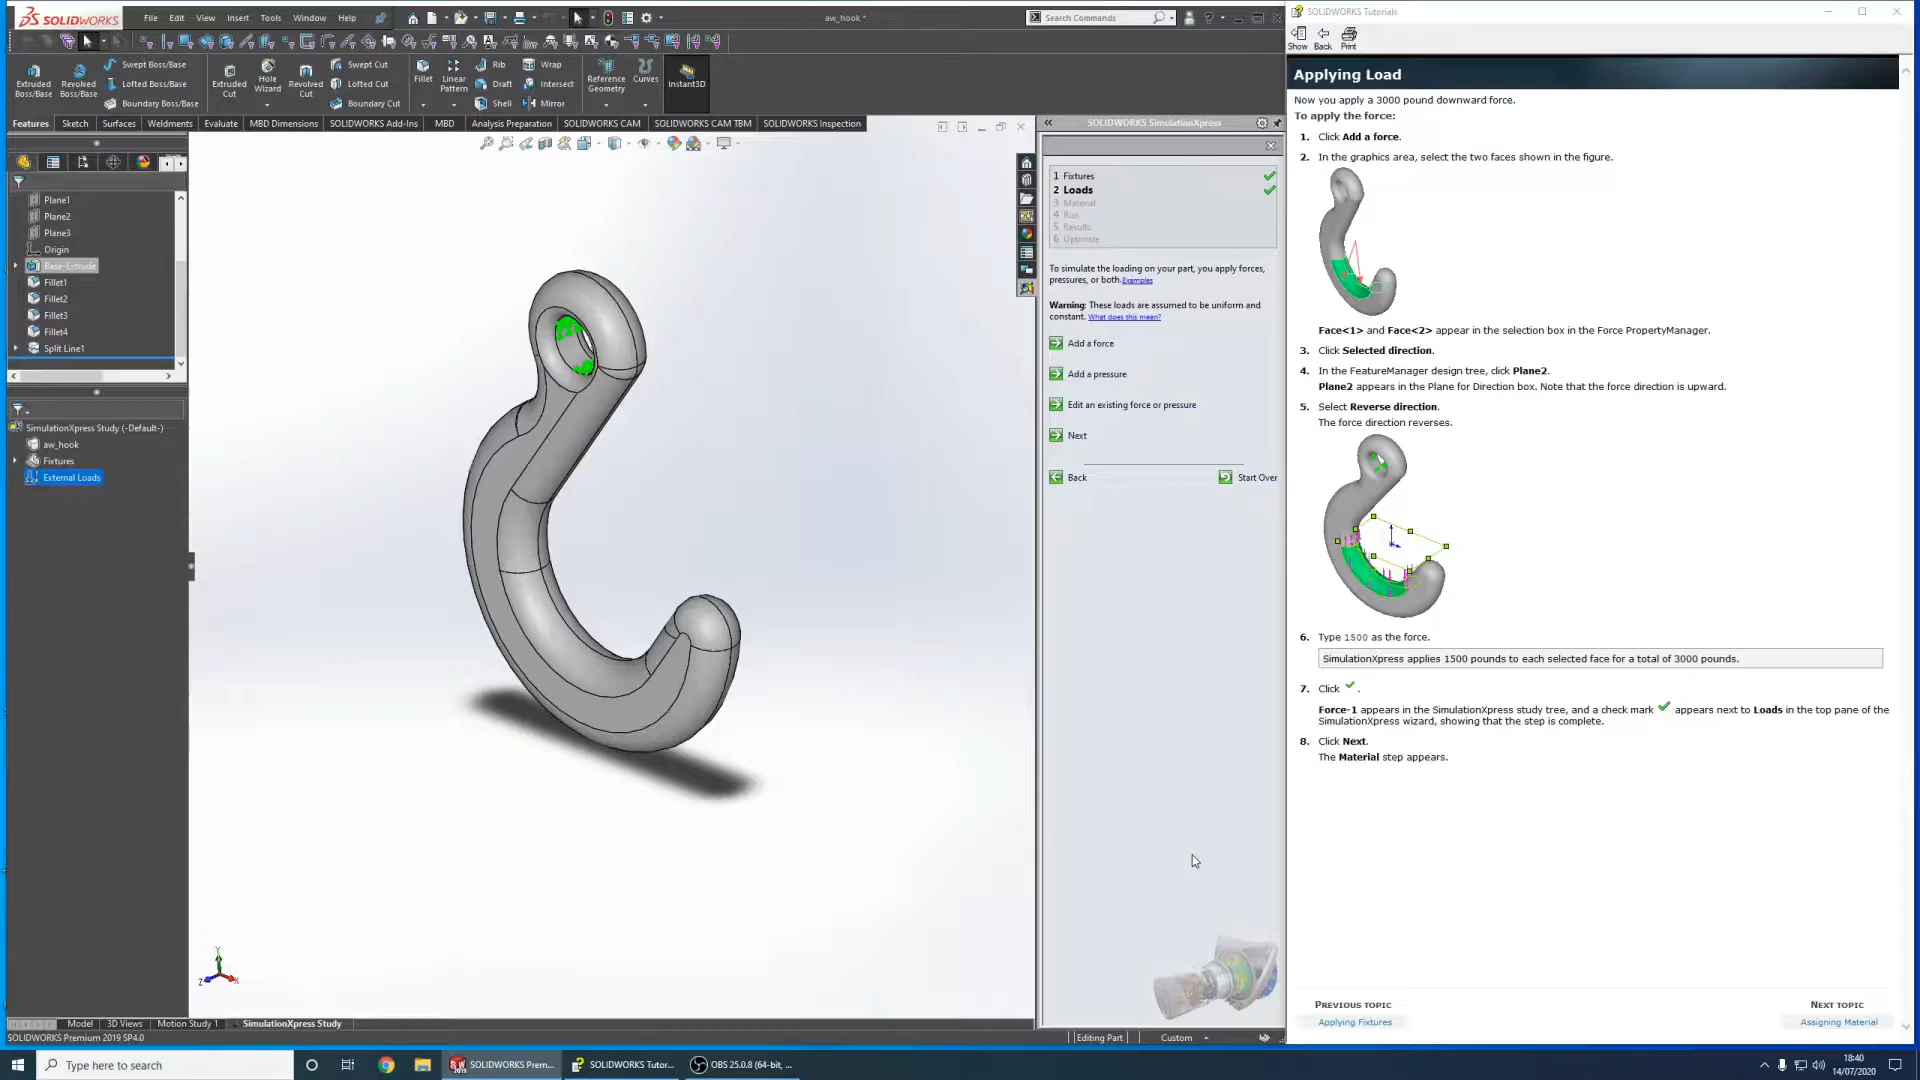 SOLIDWORKS
File Edit View Insert Tools Window Help
aw_hook *
Search Commands
Extruded Boss/Base
Revolved Boss/Base
Swept Boss/Base
Lofted Boss/Base
Boundary Boss/Base
Extruded Cut
Hole Wizard
Revolved Cut
Swept Cut
Lofted Cut
Boundary Cut
Fillet
Linear Pattern
Rib
Draft
Shell
Wrap
Intersect
Mirror
Reference Geometry
Curves
Instant3D
Features Sketch Surfaces Weldments Evaluate MBD Dimensions SOLIDWORKS Add-Ins MBD Analysis Preparation SOLIDWORKS CAM SOLIDWORKS CAM TBM SOLIDWORKS Inspection
Plane1
Plane2
Plane3
Origin
Base-Extrude
Fillet1
Fillet2
Fillet3
Fillet4
Split Line1
SimulationXpress Study (-Default-)
aw_hook
Fixtures
External Loads
Y
Z
X
Model 3D Views Motion Study 1 SimulationXpress Study
SOLIDWORKS Premium 2019 SP4.0
Editing Part
Custom
SOLIDWORKS SimulationXpress
1 Fixtures
2 Loads
3 Material
4 Run
5 Results
6 Optimize
To simulate the loading on your part, you apply forces,
pressures, or both.Examples
Warning: These loads are assumed to be uniform and
constant. What does this mean?
Add a force
Add a pressure
Edit an existing force or pressure
Next
Back
Start Over
SOLIDWORKS Tutorials
Show Back Print
Applying Load
Now you apply a 3000 pound downward force.
To apply the force:
1. Click Add a force.
2. In the graphics area, select the two faces shown in the figure.
Face<1> and Face<2> appear in the selection box in the Force PropertyManager.
3. Click Selected direction.
4. In the FeatureManager design tree, click Plane2.
Plane2 appears in the Plane for Direction box. Note that the force direction is upward.
5. Select Reverse direction.
The force direction reverses.
6. Type 1500 as the force.
SimulationXpress applies 1500 pounds to each selected face for a total of 3000 pounds.
7. Click .
Force-1 appears in the SimulationXpress study tree, and a check mark appears next to Loads in the top pane of the
SimulationXpress wizard, showing that the step is complete.
8. Click Next.
The Material step appears.
PREVIOUS TOPIC
Applying Fixtures
NEXT TOPIC
Assigning Material
Type here to search
SOLIDWORKS Prem...
SOLIDWORKS Tutor...
OBS 25.0.8 (64-bit, ...
18:40
14/07/2020